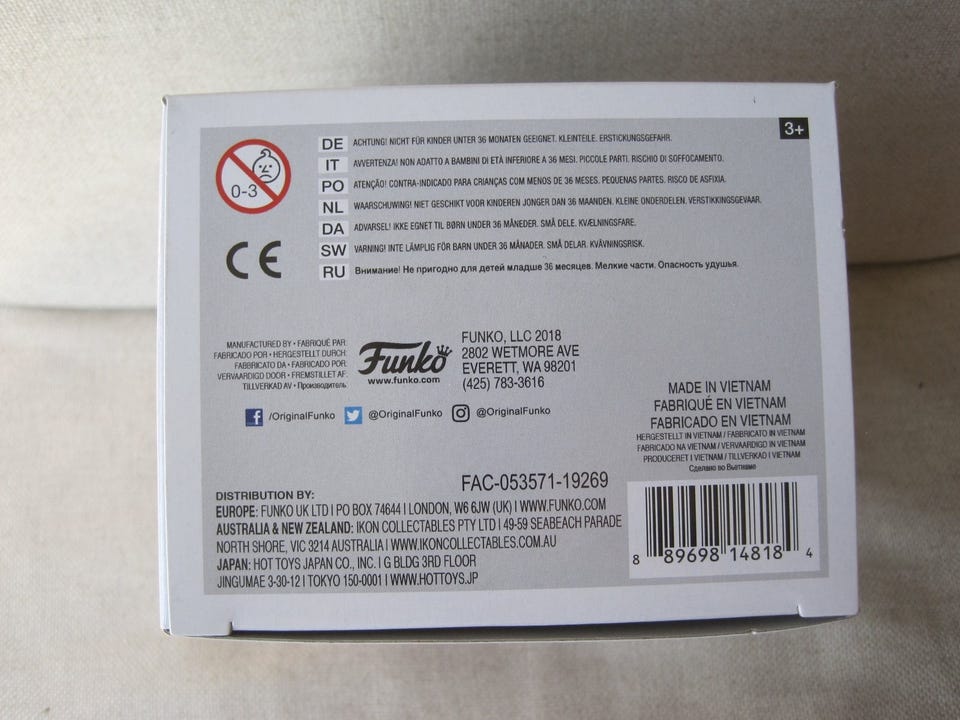 3+
0-3
DE ACHTUNG! NICHT FÜR KINDER UNTER 36 MONATEN GEEIGNET. KLEINTEILE. ERSTICKUNGSGEFAHR.
IT AVVERTENZA! NON ADATTO A BAMBINI DI ETÀ INFERIORE A 36 MESI. PICCOLE PARTI. RISCHIO DI SOFFOCAMENTO.
PO ATENÇÃO! CONTRA-INDICADO PARA CRIANÇAS COM MENOS DE 36 MESES. PEQUENAS PARTES. RISCO DE ASFIXIA.
NL WAARSCHUWING! NIET GESCHIKT VOOR KINDEREN JONGER DAN 36 MAANDEN. KLEINE ONDERDELEN. VERSTIKKINGSGEVAAR.
DA ADVARSEL! IKKE EGNET TIL BØRN UNDER 36 MÅNEDER. SMÅ DELE. KVÆLNINGSFARE.
SW VARNING! INTE LÄMPLIG FÖR BARN UNDER 36 MÅNADER. SMÅ DELAR. KVÄVNINGSRISK.
RU Внимание! Не пригодно для детей младше 36 месяцев. Мелкие части. Опасность удушья.
CE
MANUFACTURED BY • FABRIQUÉ PAR:
FABRICADO POR • HERGESTELLT DURCH:
FABBRICATO DA • FABRICADO POR:
VERVAARDIGD DOOR • FREMSTILLET AF:
TILLVERKAD AV • Производитель:
Funko
www.funko.com
FUNKO, LLC 2018
2802 WETMORE AVE
EVERETT, WA 98201
(425) 783-3616
/OriginalFunko @OriginalFunko @OriginalFunko
MADE IN VIETNAM
FABRIQUÉ EN VIETNAM
FABRICADO EN VIETNAM
HERGESTELLT IN VIETNAM / FABBRICATO IN VIETNAM
FABRICADO NA VIETNAM / VERVAARDIGD IN VIETNAM
PRODUCERET I VIETNAM / TILLVERKAD I VIETNAM
Сделано во Вьетнаме
FAC-053571-19269
DISTRIBUTION BY:
EUROPE: FUNKO UK LTD I PO BOX 74644 I LONDON, W6 6JW (UK) I WWW.FUNKO.COM
AUSTRALIA & NEW ZEALAND: IKON COLLECTABLES PTY LTD I 49-59 SEABEACH PARADE
NORTH SHORE, VIC 3214 AUSTRALIA I WWW.IKONCOLLECTABLES.COM.AU
JAPAN: HOT TOYS JAPAN CO., INC. I G BLDG 3RD FLOOR
JINGUMAE 3-30-12 I TOKYO 150-0001 I WWW.HOTTOYS.JP
8 89698 14818 4